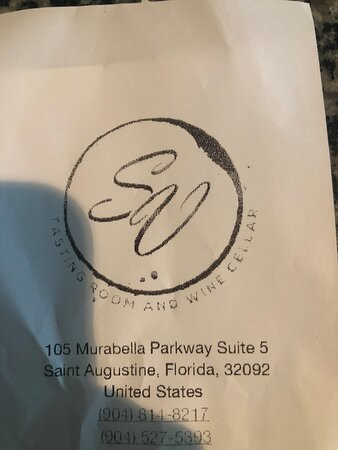 SV
TASTING ROOM AND WINE CELLAR
105 Murabella Parkway Suite 5
Saint Augustine, Florida, 32092
United States
(904) 814-8217
(904) 527-5393